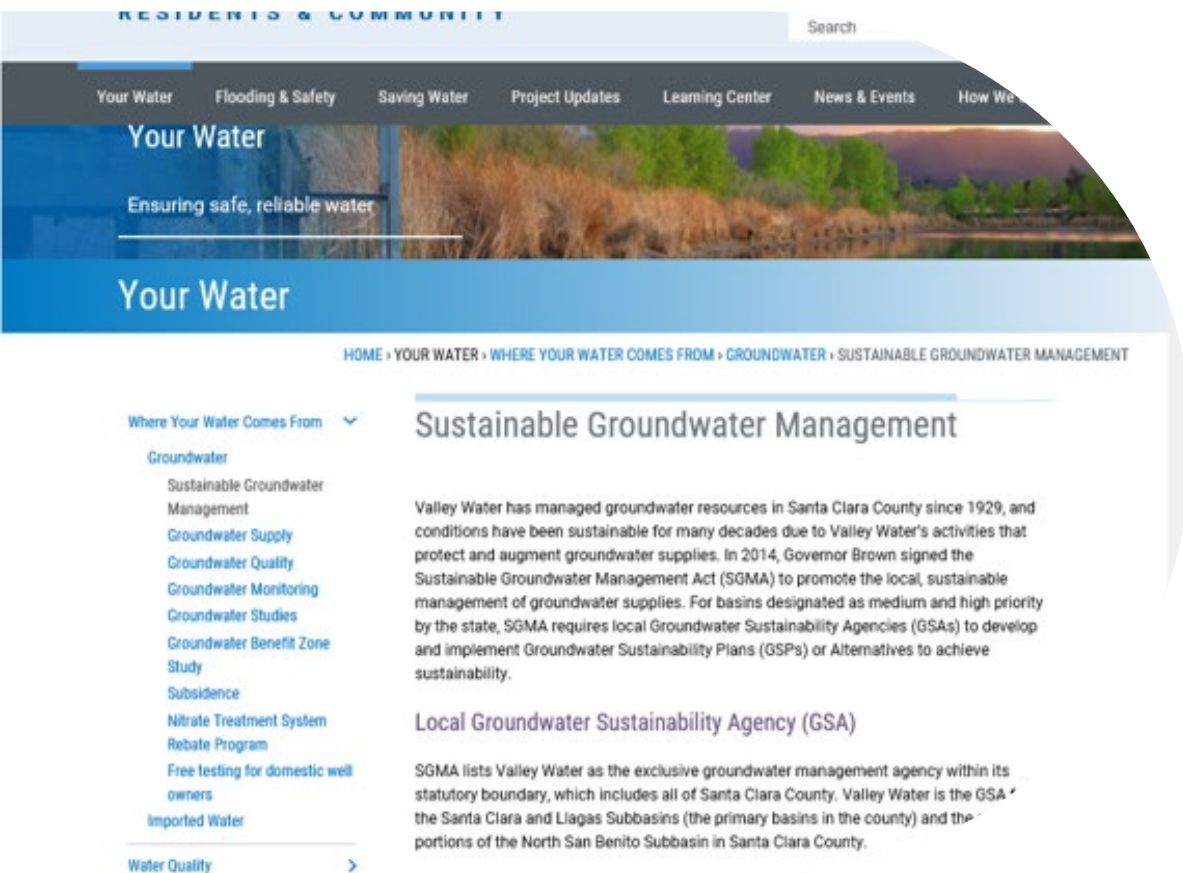 RESIDENTS & COMMUNITY
Search
Your Water Flooding & Safety Saving Water Project Updates Learning Center News & Events How We
Your Water
Ensuring safe, reliable water
Your Water
HOME › YOUR WATER › WHERE YOUR WATER COMES FROM › GROUNDWATER › SUSTAINABLE GROUNDWATER MANAGEMENT
Where Your Water Comes From
Groundwater
Sustainable Groundwater
Management
Groundwater Supply
Groundwater Quality
Groundwater Monitoring
Groundwater Studies
Groundwater Benefit Zone
Study
Subsidence
Nitrate Treatment System
Rebate Program
Free testing for domestic well
owners
Imported Water
Water Quality
Sustainable Groundwater Management
Valley Water has managed groundwater resources in Santa Clara County since 1929, and
conditions have been sustainable for many decades due to Valley Water's activities that
protect and augment groundwater supplies. In 2014, Governor Brown signed the
Sustainable Groundwater Management Act (SGMA) to promote the local, sustainable
management of groundwater supplies. For basins designated as medium and high priority
by the state, SGMA requires local Groundwater Sustainability Agencies (GSAs) to develop
and implement Groundwater Sustainability Plans (GSPs) or Alternatives to achieve
sustainability.
Local Groundwater Sustainability Agency (GSA)
SGMA lists Valley Water as the exclusive groundwater management agency within its
statutory boundary, which includes all of Santa Clara County. Valley Water is the GSA
the Santa Clara and Llagas Subbasins (the primary basins in the county) and the
portions of the North San Benito Subbasin in Santa Clara County.